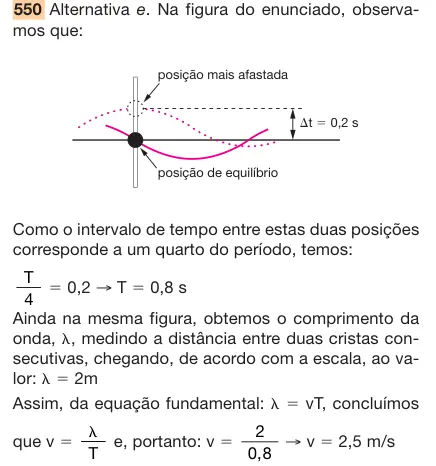 550 Alternativa e. Na figura do enunciado, observa-
mos que:
posição mais afastada
Δt = 0,2 s
posição de equilíbrio
Como o intervalo de tempo entre estas duas posições
corresponde a um quarto do período, temos:
T/4 = 0,2 → T = 0,8 s
Ainda na mesma figura, obtemos o comprimento da
onda, λ, medindo a distância entre duas cristas con-
secutivas, chegando, de acordo com a escala, ao va-
lor: λ = 2m
Assim, da equação fundamental: λ = vT, concluímos
que v = λ/T e, portanto: v = 2/0,8 → v = 2,5 m/s